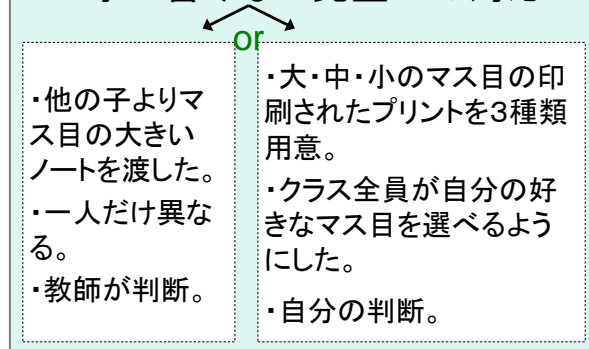 or
・他の子よりマ
ス目の大きい
ノートを渡した。
・一人だけ異な
る。
・教師が判断。
・大・中・小のマス目の印
刷されたプリントを3種類
用意。
・クラス全員が自分の好
きなマス目を選べるよう
にした。
・自分の判断。